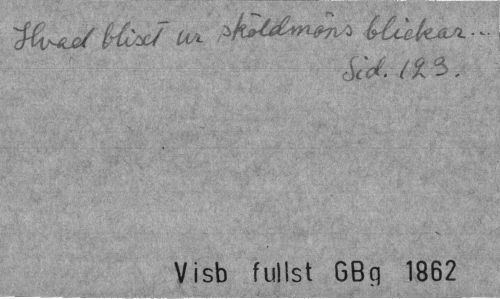 Hvad blixt ur sköldmöns blickar...
Sid. 123.
Visb fullst GBg 1862